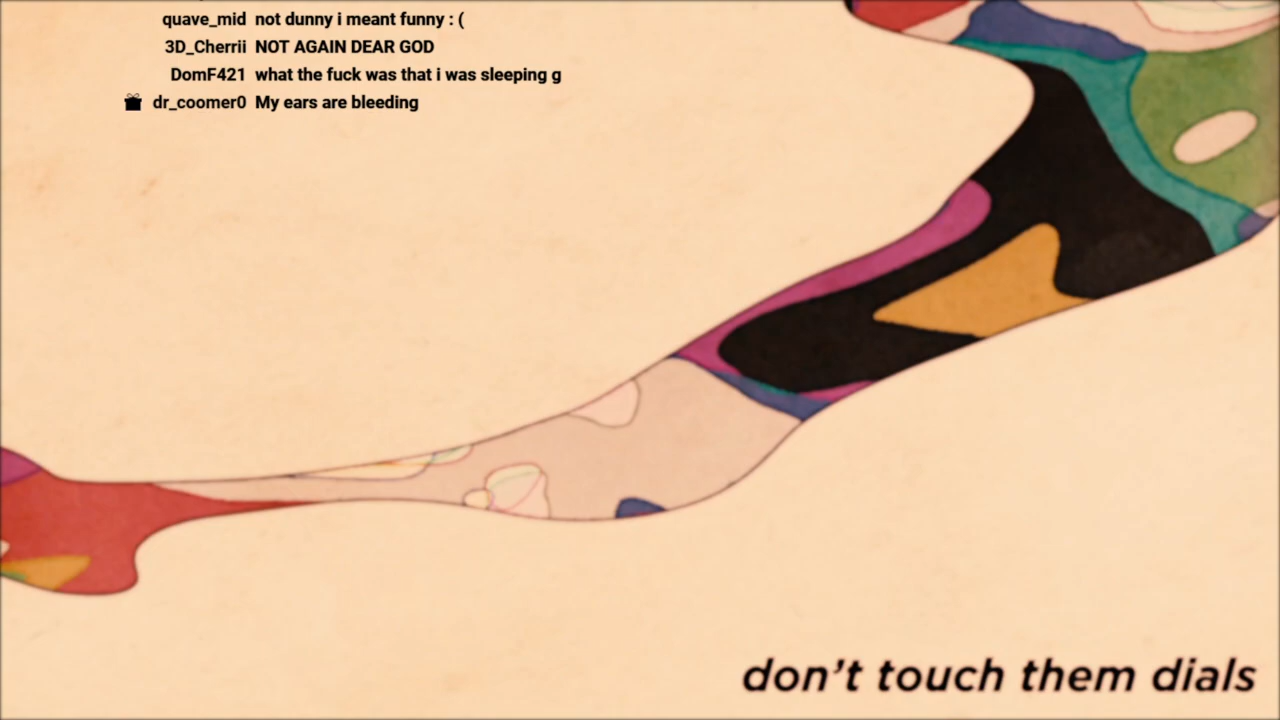 quave_mid not dunny i meant funny : (
3D_Cherrii NOT AGAIN DEAR GOD
DomF421 what the fuck was that i was sleeping g
dr_coomer0 My ears are bleeding
don't touch them dials